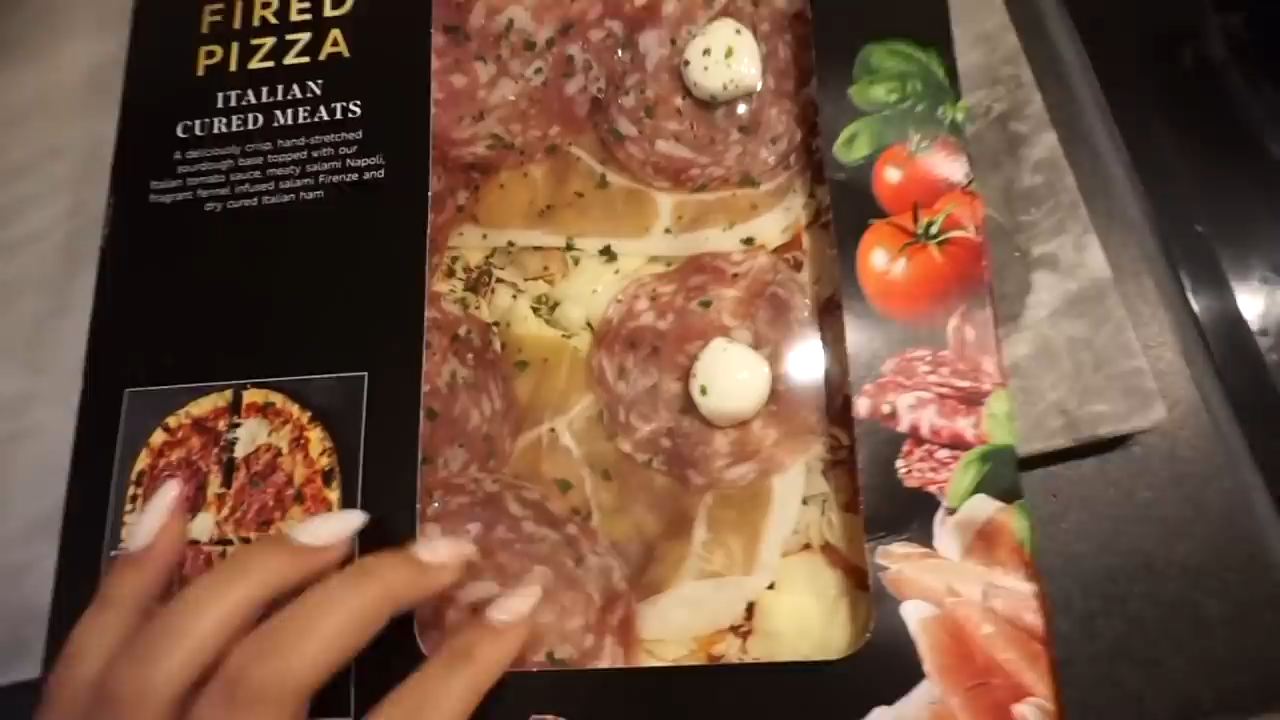 FIRED
PIZZA
ITALIAN
CURED MEATS
A deliciously crisp, hand-stretched
sourdough base topped with our
Italian tomato sauce, meaty salami Napoli,
fragrant fennel infused salami Firenze and
dry cured Italian ham